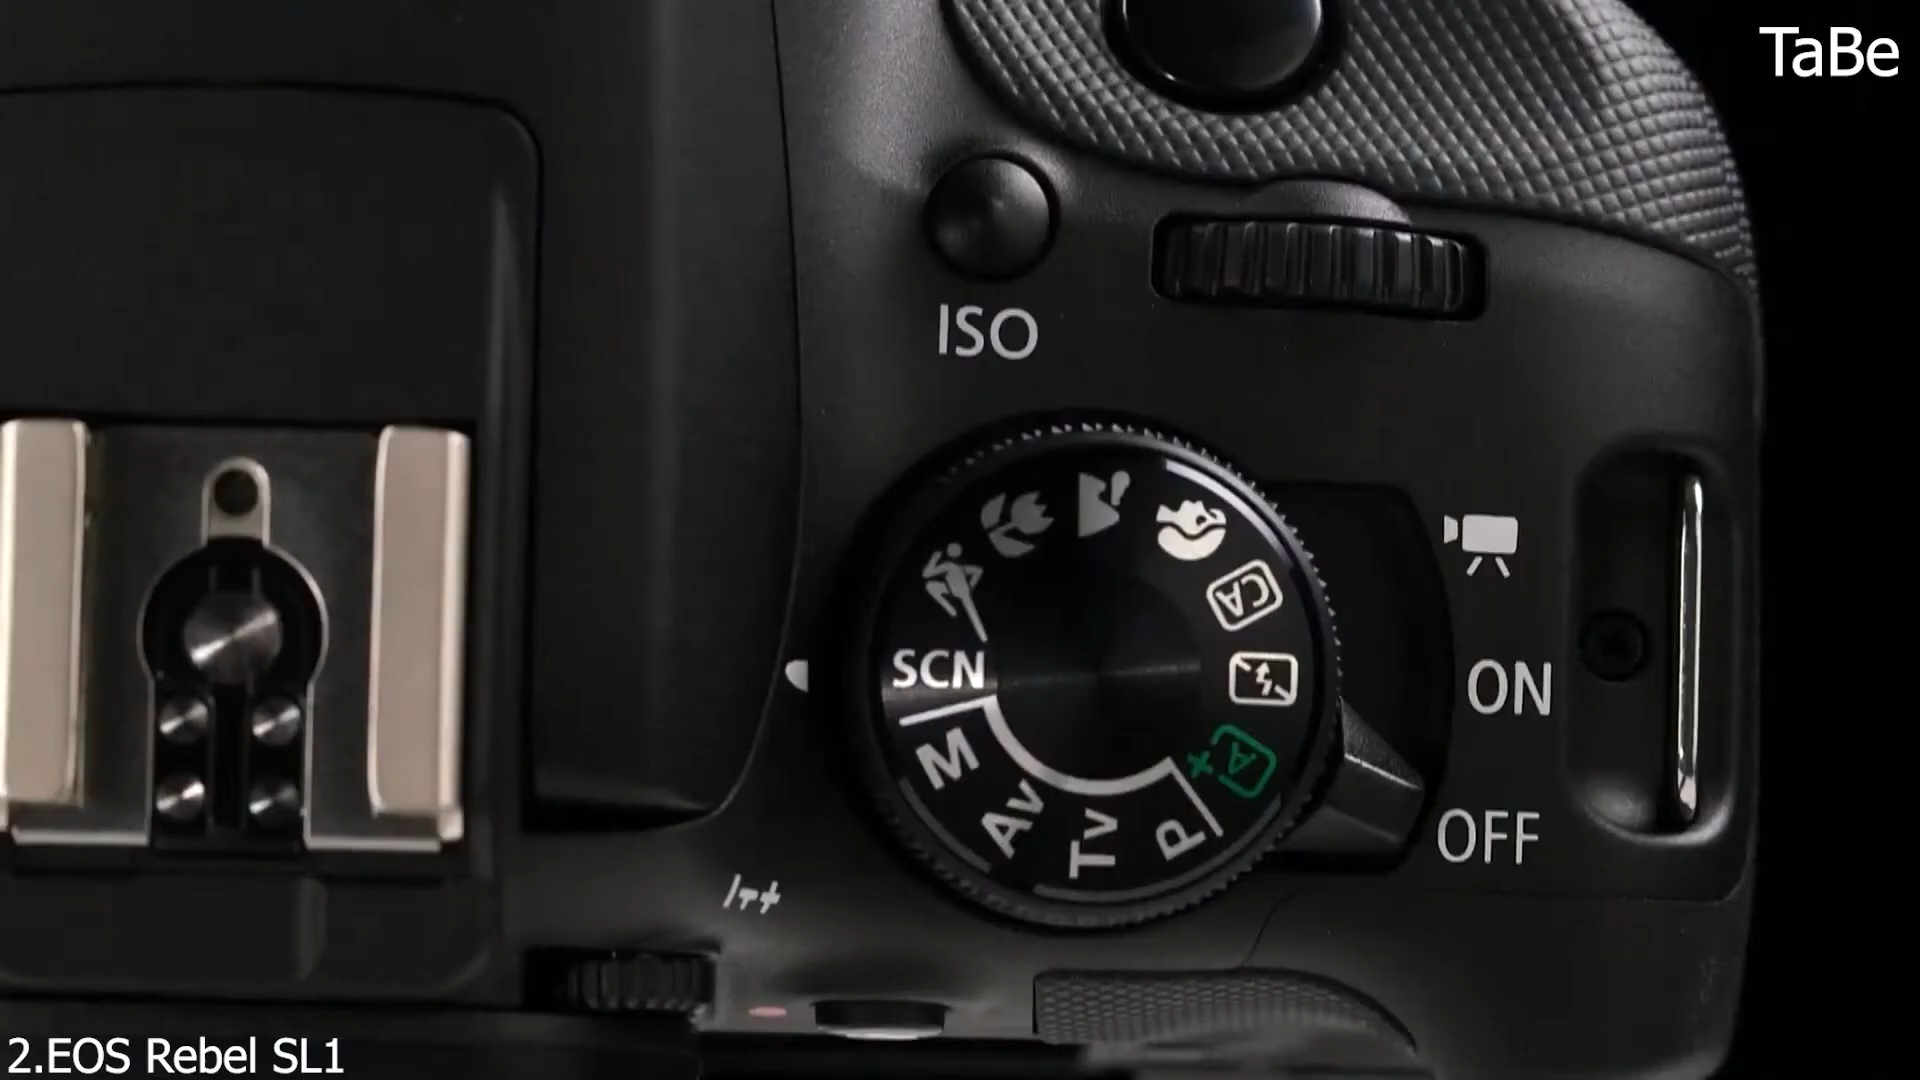 TaBe
ISO
SCN
M
Av
Tv
P
A+
CA
ON
OFF
2.EOS Rebel SL1